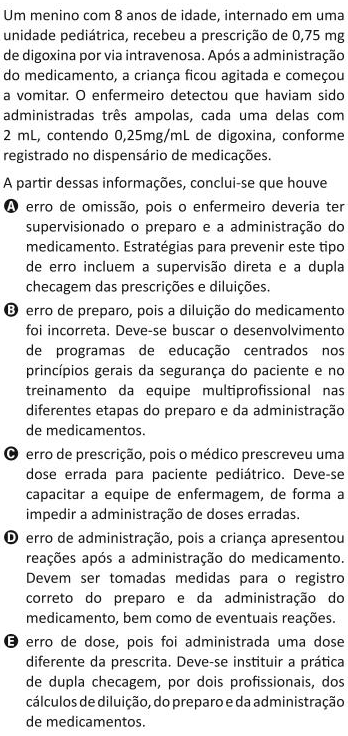 Um menino com 8 anos de idade, internado em uma
unidade pediátrica, recebeu a prescrição de 0,75 mg
de digoxina por via intravenosa. Após a administração
do medicamento, a criança ficou agitada e começou
a vomitar. O enfermeiro detectou que haviam sido
administradas três ampolas, cada uma delas com
2 mL, contendo 0,25mg/mL de digoxina, conforme
registrado no dispensário de medicações.
A partir dessas informações, conclui-se que houve
A erro de omissão, pois o enfermeiro deveria ter
supervisionado o preparo e a administração do
medicamento. Estratégias para prevenir este tipo
de erro incluem a supervisão direta e a dupla
checagem das prescrições e diluições.
B erro de preparo, pois a diluição do medicamento
foi incorreta. Deve-se buscar o desenvolvimento
de programas de educação centrados nos
princípios gerais da segurança do paciente e no
treinamento da equipe multiprofissional nas
diferentes etapas do preparo e da administração
de medicamentos.
C erro de prescrição, pois o médico prescreveu uma
dose errada para paciente pediátrico. Deve-se
capacitar a equipe de enfermagem, de forma a
impedir a administração de doses erradas.
D erro de administração, pois a criança apresentou
reações após a administração do medicamento.
Devem ser tomadas medidas para o registro
correto do preparo e da administração do
medicamento, bem como de eventuais reações.
E erro de dose, pois foi administrada uma dose
diferente da prescrita. Deve-se instituir a prática
de dupla checagem, por dois profissionais, dos
cálculos de diluição, do preparo e da administração
de medicamentos.